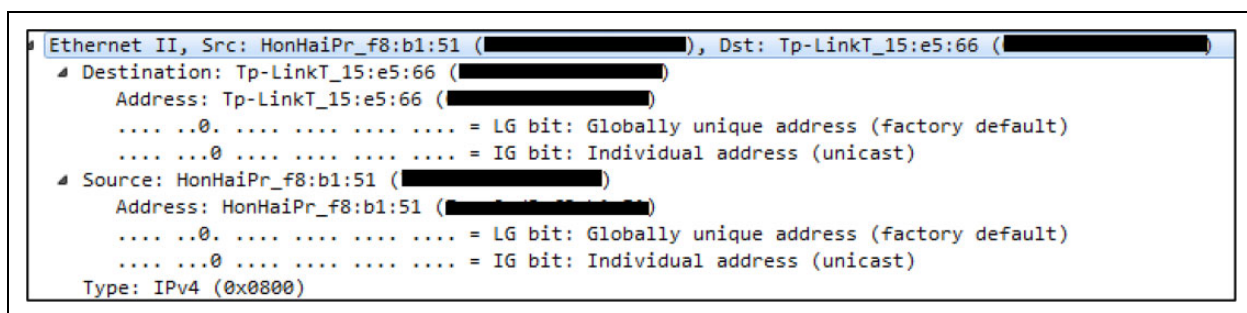 Ethernet II, Src: HonHaiPr_f8:b1:51 ( ), Dst: Tp-LinkT_15:e5:66 ( )
Destination: Tp-LinkT_15:e5:66 ( )
Address: Tp-LinkT_15:e5:66 ( )
.... ..0. .... .... .... .... = LG bit: Globally unique address (factory default)
.... ...0 .... .... .... .... = IG bit: Individual address (unicast)
Source: HonHaiPr_f8:b1:51 ( )
Address: HonHaiPr_f8:b1:51 ( )
.... ..0. .... .... .... .... = LG bit: Globally unique address (factory default)
.... ...0 .... .... .... .... = IG bit: Individual address (unicast)
Type: IPv4 (0x0800)